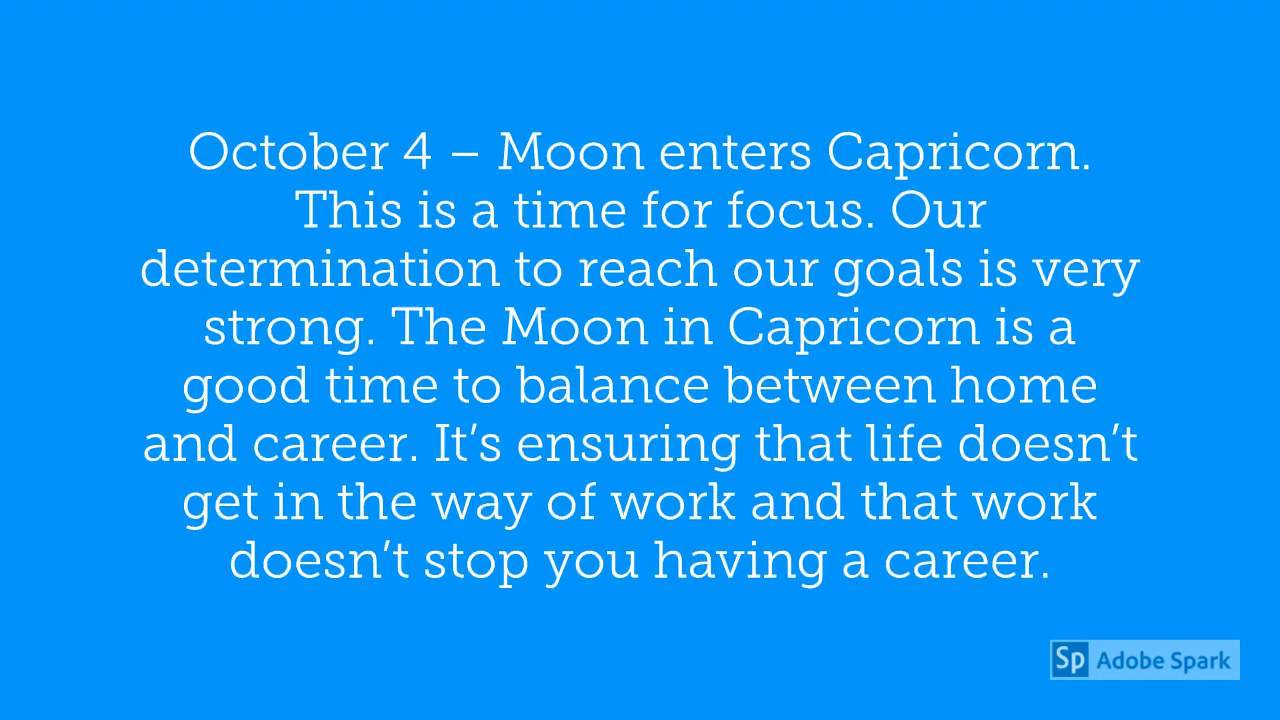 October 4 – Moon enters Capricorn.
This is a time for focus. Our
determination to reach our goals is very
strong. The Moon in Capricorn is a
good time to balance between home
and career. It’s ensuring that life doesn’t
get in the way of work and that work
doesn’t stop you having a career.
Sp Adobe Spark